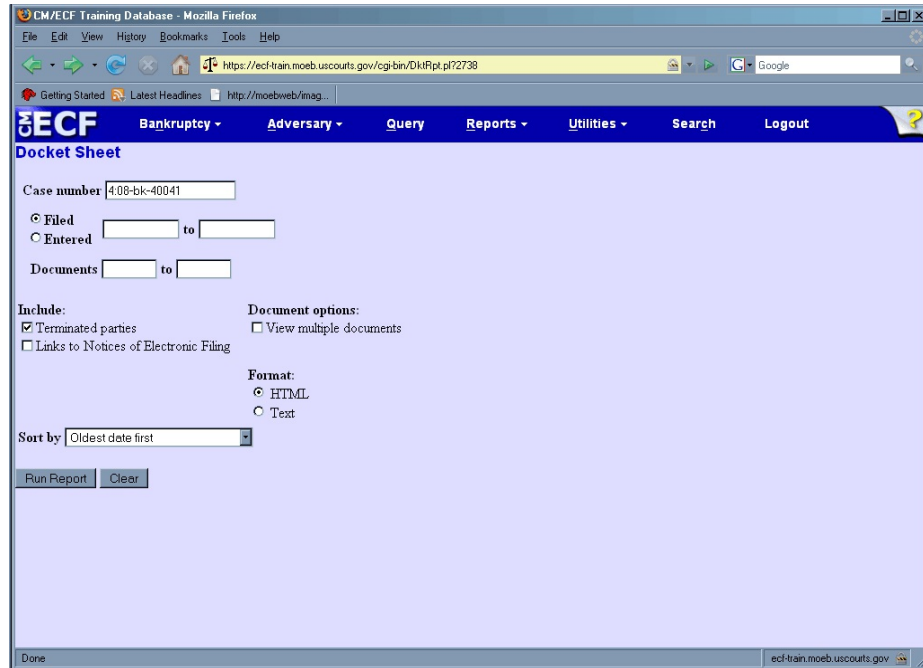 CM/ECF Training Database - Mozilla Firefox
File Edit View History Bookmarks Tools Help
https://ecf-train.moeb.uscourts.gov/cgi-bin/DktRpt.pl?2738
G Google
Getting Started Latest Headlines http://moebweb/imag...
CM ECF Bankruptcy Adversary Query Reports Utilities Search Logout ?
Docket Sheet
Case number 4:08-bk-40041
Filed
Entered
to
Documents to
Include: Document options:
Terminated parties View multiple documents
Links to Notices of Electronic Filing
Format:
HTML
Text
Sort by Oldest date first
Run Report Clear
Done ecf-train.moeb.uscourts.gov